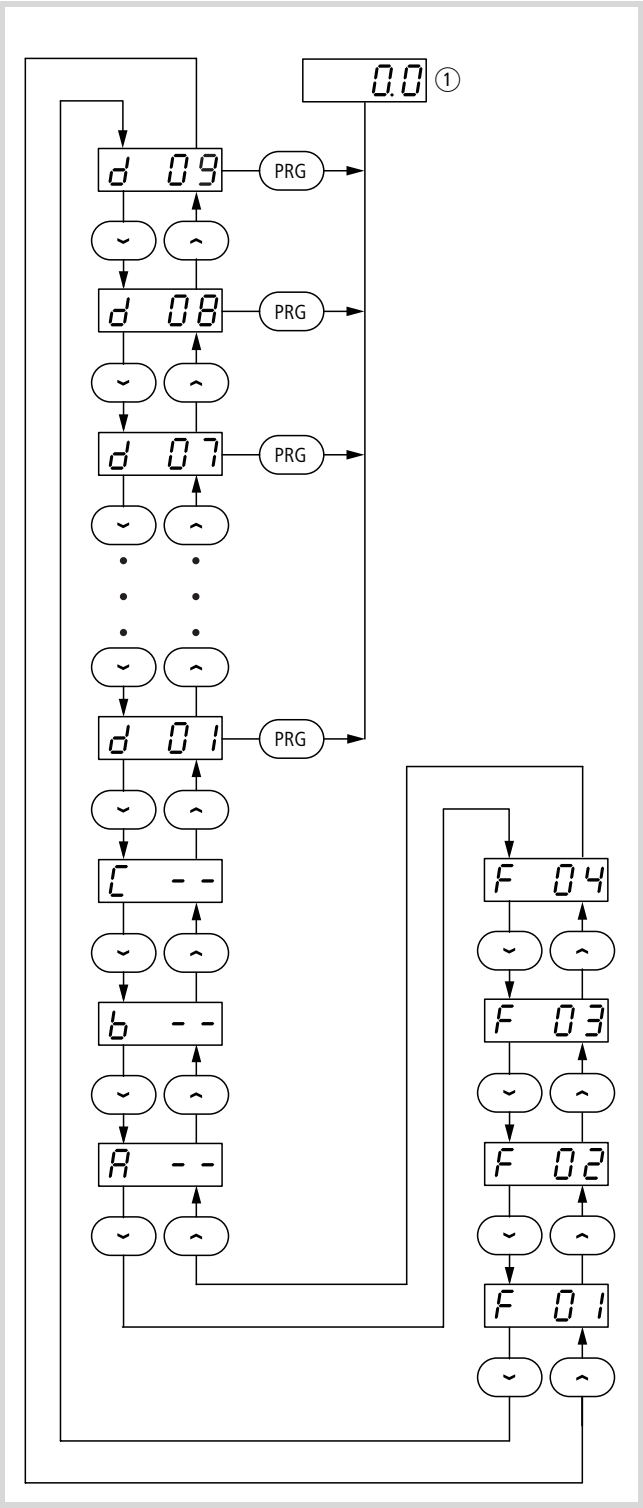 0.0 ①
d 09 PRG
d 08 PRG
d 07 PRG
d 01 PRG
C --
F 04
b --
F 03
A --
F 02
F 01